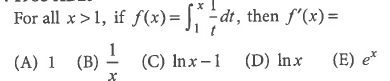 For all x > 1, if f(x) = ∫₁ˣ 1/t dt, then f′(x) =
(A) 1 (B) 1/x (C) ln x − 1 (D) ln x (E) eˣ